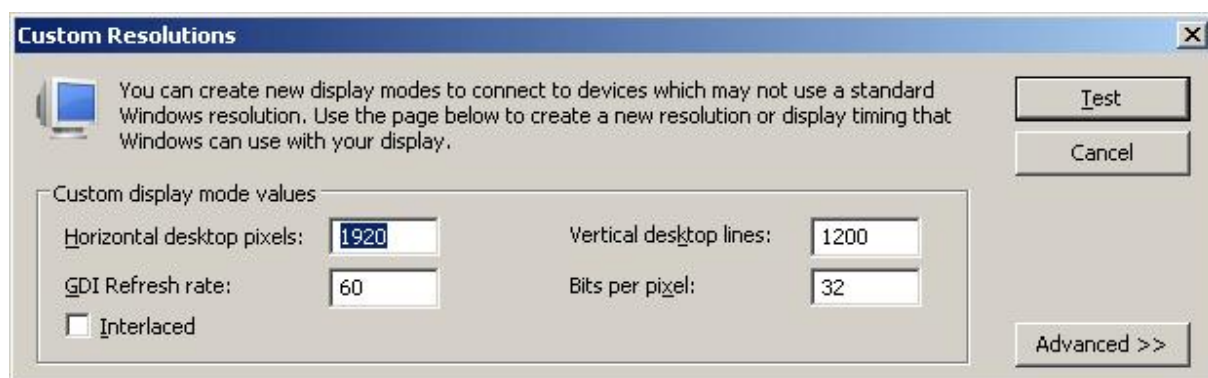 Custom Resolutions
You can create new display modes to connect to devices which may not use a standard
Windows resolution. Use the page below to create a new resolution or display timing that
Windows can use with your display.
Test
Cancel
Custom display mode values
Horizontal desktop pixels: 1920 Vertical desktop lines: 1200
GDI Refresh rate: 60 Bits per pixel: 32
Interlaced
Advanced >>